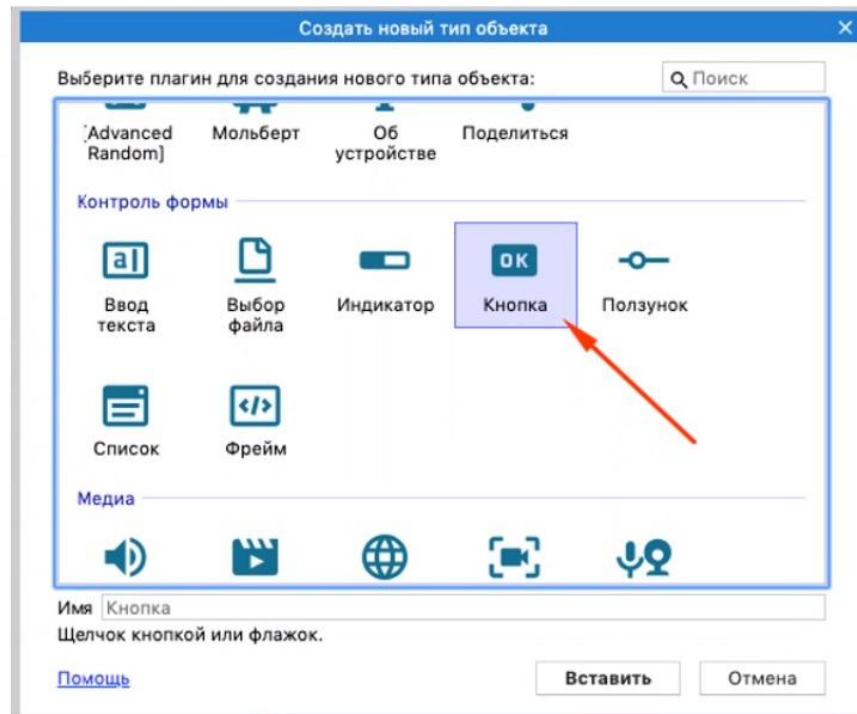 Создать новый тип объекта
Выберите плагин для создания нового типа объекта:
Поиск
[Advanced Random]
Мольберт
Об устройстве
Поделиться
Контроль формы
a
Ввод текста
Выбор файла
Индикатор
OK
Кнопка
Ползунок
Список
</>
Фрейм
Медиа
Имя Кнопка
Щелчок кнопкой или флажок.
Помощь
Вставить
Отмена